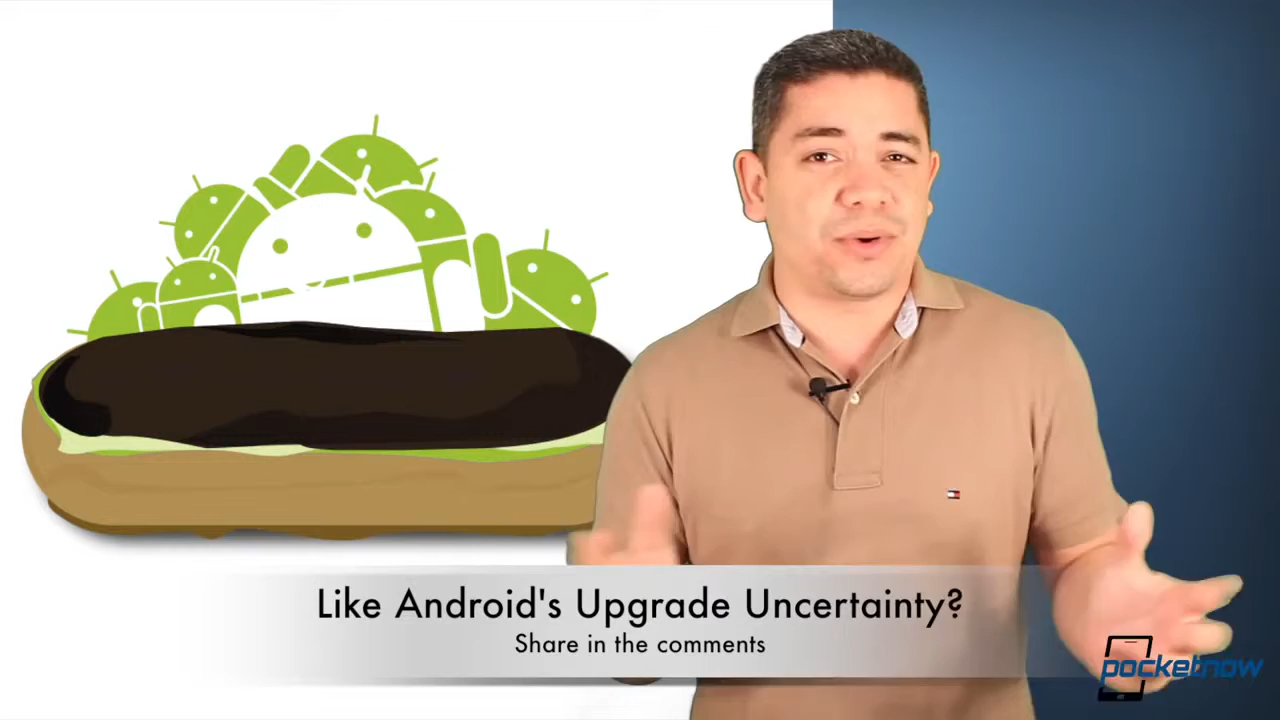 Like Android's Upgrade Uncertainty?
Share in the comments
pocketnow